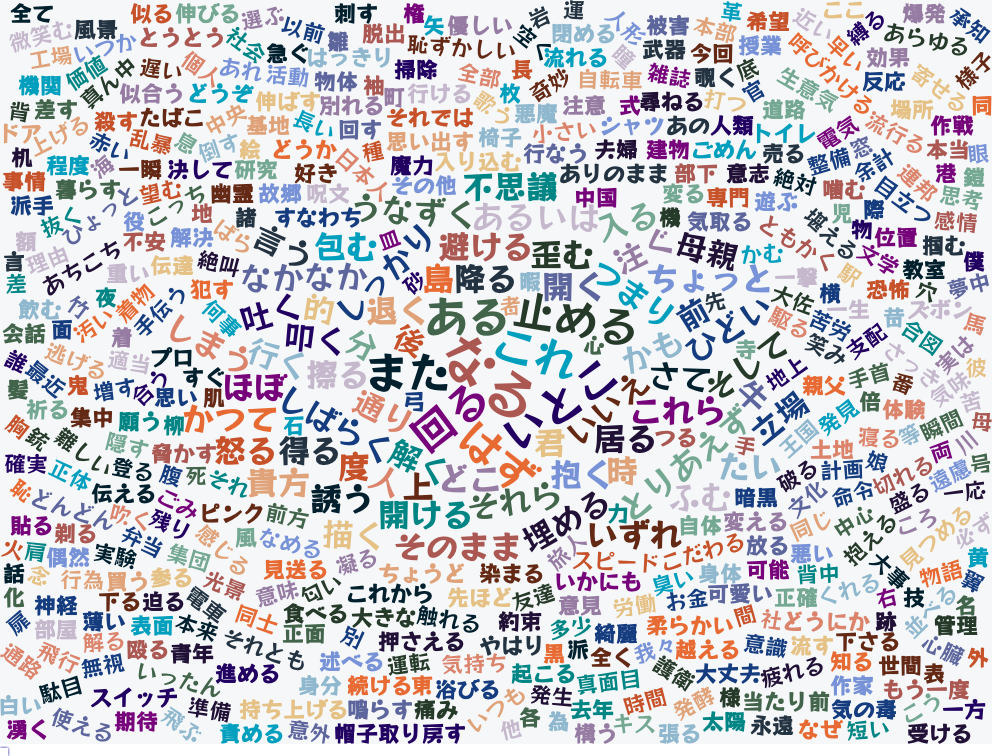 全て
似る
伸びる
選ぶ
刺す
権
矢
優しい
岩
運
閉める
被害
革
希望
近い
ここ
縛る
爆発
承知
微笑む
風景
とうとう
社会
以前
雛
脱出
恥ずかしい
空く
本部
早い
あらゆる
工場
いつか
急ぐ
はっきり
流れる
武器
今回
授業
呼びかける
効果
様子
機関
価値
真ん中
遅い
個人
あれ
活動
物体
袖
掃除
全部
長
奇妙
自転車
雑誌
覗く
底
官
生意気
反応
寄せる
背
差す
似合う
どうぞ
伸ばす
別れる
町
行ける
歌う
枚
悪魔
注意
式
尋ねる
打つ
道路
場所
同
ドア
上げる
殺す
たばこ
中央
基地
長い
回す
それでは
椅子
小さい
シャツ
あの
人類
トイレ
電気
流行る
作戦
机
赤い
乱暴
息
倒す
絵
どうか
日本人
種
思い出す
行なう
夫婦
建物
ごめん
売る
整備
窓
余計
本当
眼
程度
海
一瞬
決して
研究
好き
魔力
入り込む
ありのまま
部下
意志
絶対
噛む
連邦
港
鎧
事情
暮らす
望む
幽霊
故郷
呪文
その他
不思議
中国
変る
専門
遊ぶ
児
際
目立つ
思考
派手
抜く
ひょっと
役
こっち
地
諸
すなわち
うなずく
あるいは
入る
機
気取る
ともかく
堪える
物
位置
感情
額
理由
不安
解決
ばら
言う
包む
目
避ける
歪む
注ぐ
母親
かむ
文学
掴む
僕
言
差
あちこち
重い
伝達
絶叫
なかなか
しっかり
砂
島
降る
暇
開く
つまり
ちょっと
一撃
駅
教室
夢中
飲む
夜
汚い
着物
手伝う
犯す
何事
吐く
的
退く
ある
者
止める
前
先
ひどい
大佐
横
恐怖
穴
会話
面
着
しまう
叩く
分
後
心
かも
駆る
苦労
一生
昔
ズボン
馬
誰
逃げる
適当
プロ
行く
擦る
また
な
これ
さて
寺
そして
笑み
支配
合図
実は
彼
最近
鬼
増す
合う
思い
すぐ
肌
ほぼ
通り
弓
回る
る
いえ
これら
手
地上
親父
手首
番
さっき
気味
髪
祈る
集中
願う
柳
かつて
石
しばらく
はず
いい
立場
王国
発見
倍
体験
苦
胸
銃
難しい
隠す
脅かす
怒る
得る
解く
君
居る
つる
手
土地
寝る
等
瞬間
母
確実
正体
登る
腹
死
それ
貴方
度
人
上
どこ
抱く
時
とりあえず
たい
破る
計画
娘
切れる
両
川
号
恥
どんどん
伝える
ごみ
ピンク
前方
誘う
開ける
それら
埋める
力
ふむ
暗黒
文化
命令
盛る
遠慮
一応
貼る
剃る
吹く
残り
弁当
感じる
風
なめる
描く
そのまま
旅人
いずれ
自体
変える
同じ
中心
ころ
見つめる
必ず
火
肩
偶然
実験
集団
見送る
凝る
ちょうど
染まる
スピード
こだわる
放る
悪い
抱える
大事
物語
黄
話
念
行為
買う
参る
光景
意味
匂い
これから
先ほど
友達
いかにも
臭い
身体
可能
背中
翼
化
神経
下る
迫る
電車
同士
食べる
大きな
触れる
約束
意見
労働
お金
可愛い
正確
くれる
右
技
並べる
名
扉
部屋
薄い
表面
本来
それとも
正面
別
押さえる
やはり
多少
綺麗
柔らかい
間
社
どうにか
跡
管理
通路
飛行
解る
無視
殴る
青年
述べる
運転
気持ち
黒
派
全く
我々
越える
意識
流す
下さる
心臓
外
駄目
いったん
進める
身分
続ける
東
浴びる
起こる
真面目
護衛
大丈夫
疲れる
知る
世間
表
白い
スイッチ
準備
持ち上げる
鳴らす
痛み
いつも
発生
去年
時間
発酵
様
当たり前
作家
もう一度
湧く
使える
期待
飛ぶ
責める
意外
帽子
取り戻す
他
各
為
構う
キス
張る
太陽
永遠
なぜ
気の毒
短い
こう
一方
受ける